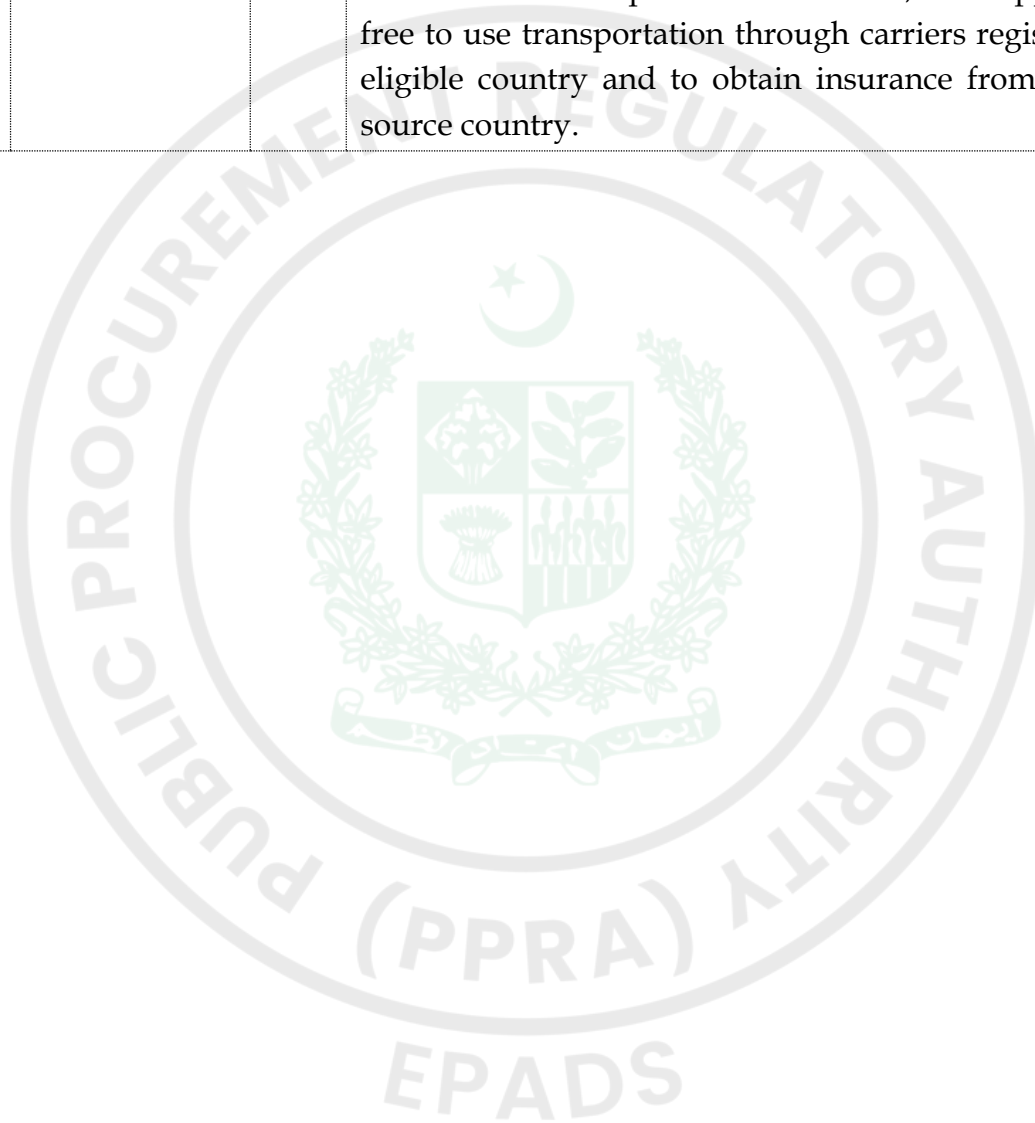 free to use transportation through carriers regis
eligible country and to obtain insurance from
source country.
PUBLIC PROCUREMENT REGULATORY AUTHORITY
(PPRA)
EPADS